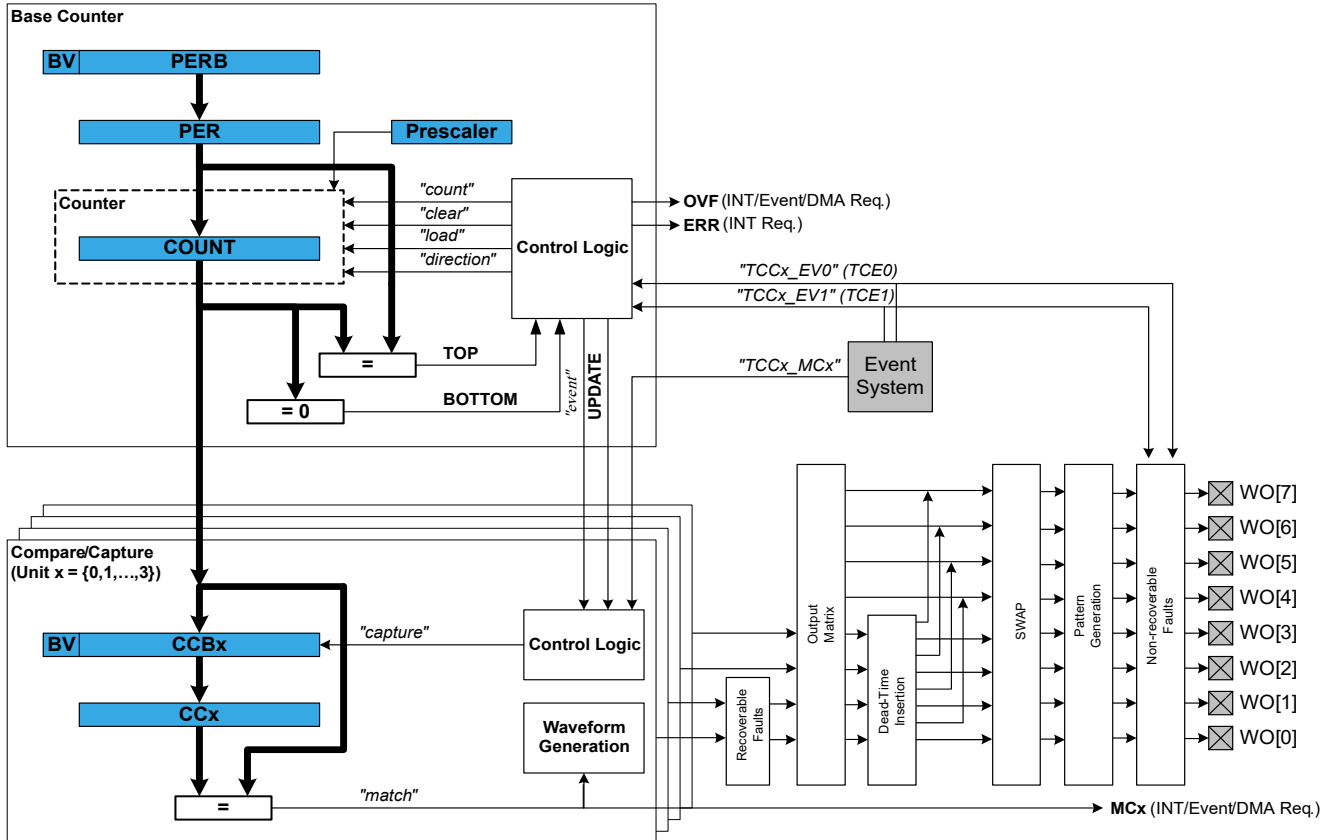 Base Counter
BV PERB
PER
Prescaler
"count"
Counter
"clear"
COUNT
"load"
"direction"
Control Logic
OVF (INT/Event/DMA Req.)
ERR (INT Req.)
"TCCx_EV0" (TCE0)
"TCCx_EV1" (TCE1)
"TCCx_MCx"
Event
System
=
TOP
= 0
BOTTOM
"event"
UPDATE
Compare/Capture
(Unit x = {0,1,…,3})
BV CCBx
"capture"
Control Logic
CCx
Waveform
Generation
=
"match"
Recoverable
Faults
Output
Matrix
Dead-Time
Insertion
SWAP
Pattern
Generation
Non-recoverable
Faults
WO[7]
WO[6]
WO[5]
WO[4]
WO[3]
WO[2]
WO[1]
WO[0]
MCx (INT/Event/DMA Req.)